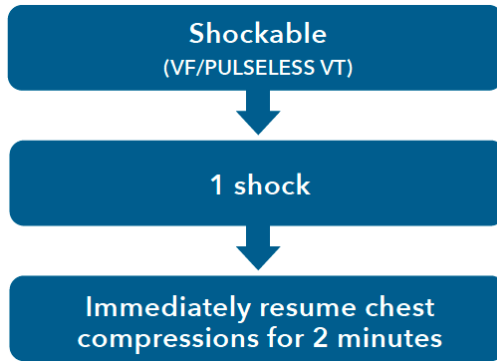 Shockable
(VF/PULSELESS VT)
1 shock
Immediately resume chest
compressions for 2 minutes